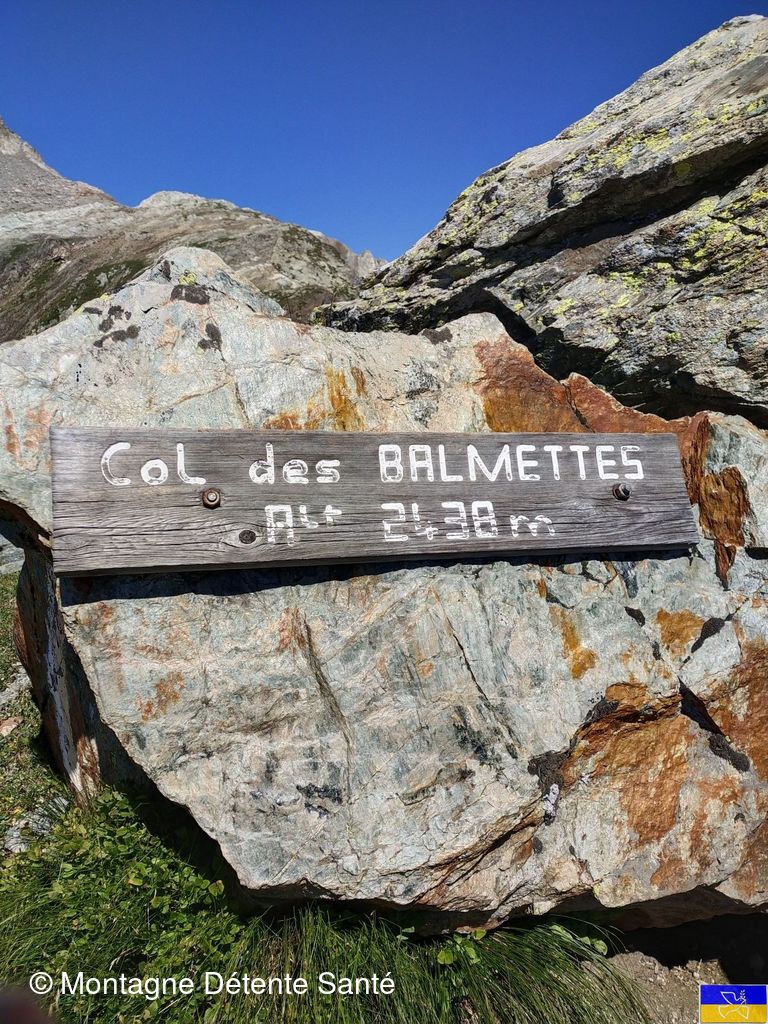 Col des BALMETTES
Alt 2438 m
© Montagne Détente Santé